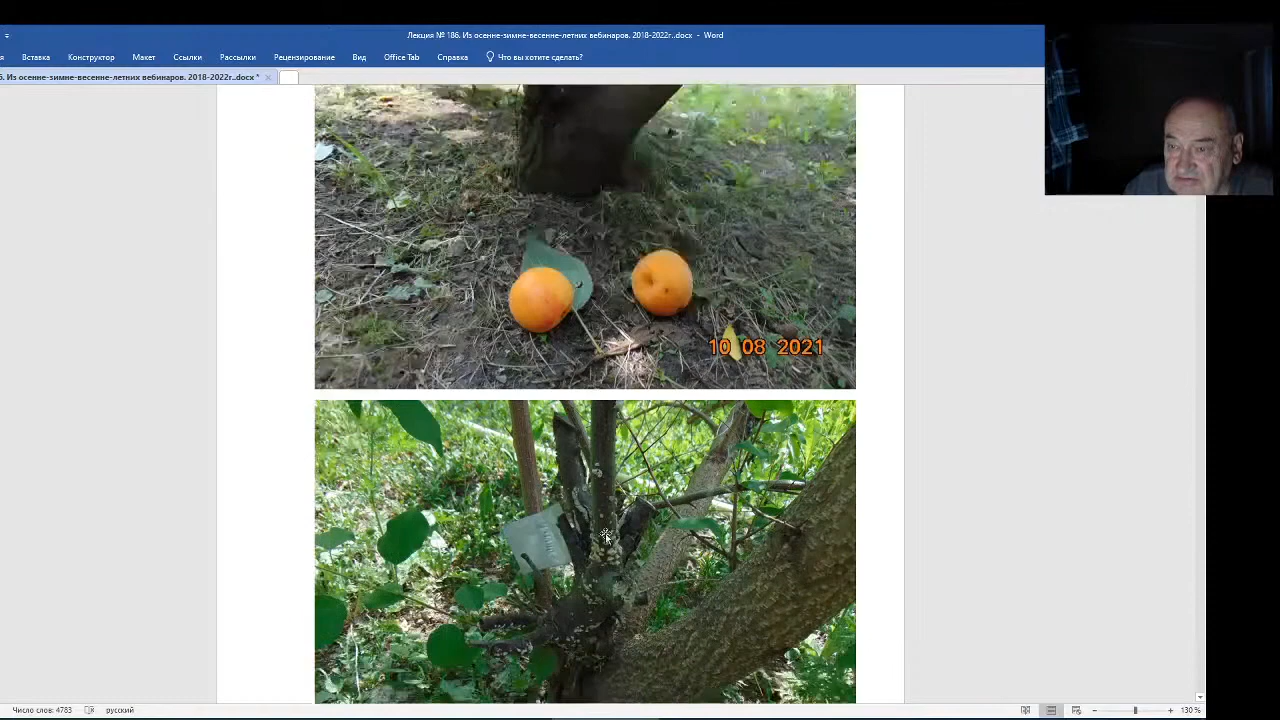 Лекция № 186. Из осенне-зимне-весенне-летних вебинаров. 2018-2022г..docx - Word
Вставка Конструктор Макет Ссылки Рассылки Рецензирование Вид Office Tab Справка Что вы хотите сделать?
6. Из осенне-зимне-весенне-летних вебинаров. 2018-2022г..docx *
10 08 2021
Число слов: 4783 русский 130 %